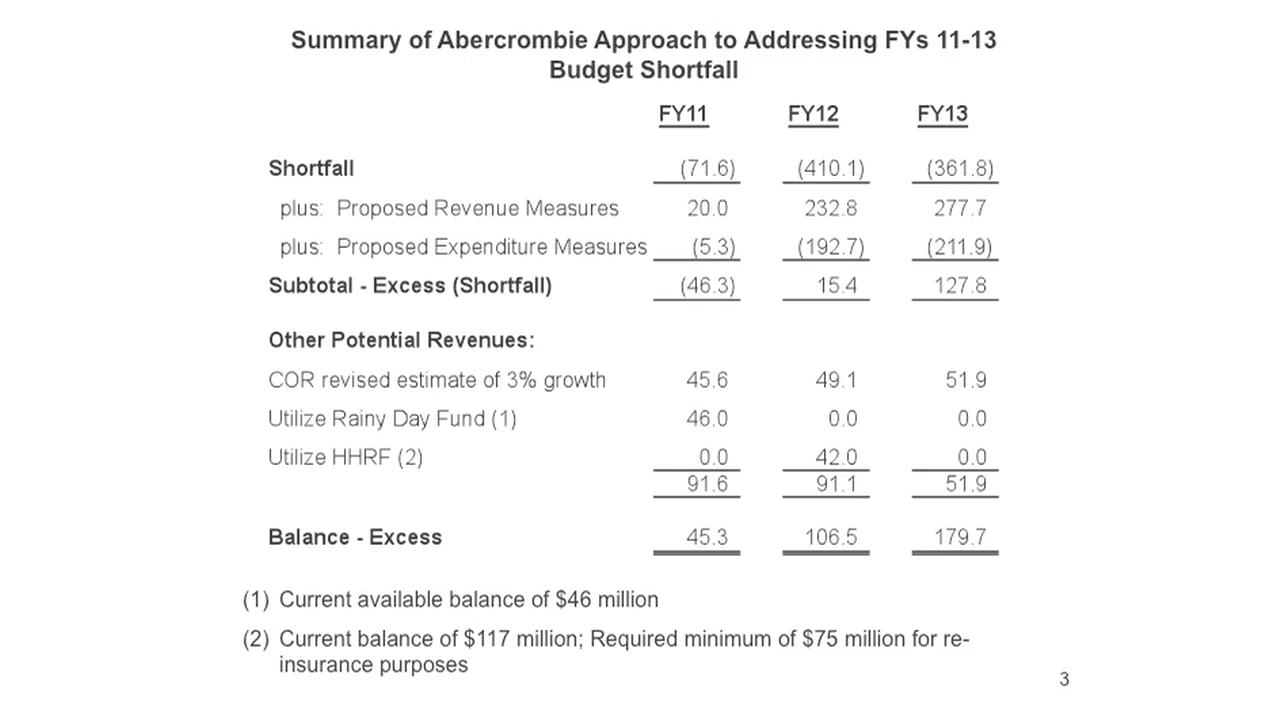 Summary of Abercrombie Approach to Addressing FYs 11-13
Budget Shortfall
FY11 FY12 FY13
Shortfall (71.6) (410.1) (361.8)
plus: Proposed Revenue Measures 20.0 232.8 277.7
plus: Proposed Expenditure Measures (5.3) (192.7) (211.9)
Subtotal - Excess (Shortfall) (46.3) 15.4 127.8
Other Potential Revenues:
COR revised estimate of 3% growth 45.6 49.1 51.9
Utilize Rainy Day Fund (1) 46.0 0.0 0.0
Utilize HHRF (2) 0.0 42.0 0.0
91.6 91.1 51.9
Balance - Excess 45.3 106.5 179.7
(1) Current available balance of $46 million
(2) Current balance of $117 million; Required minimum of $75 million for re-
insurance purposes
3